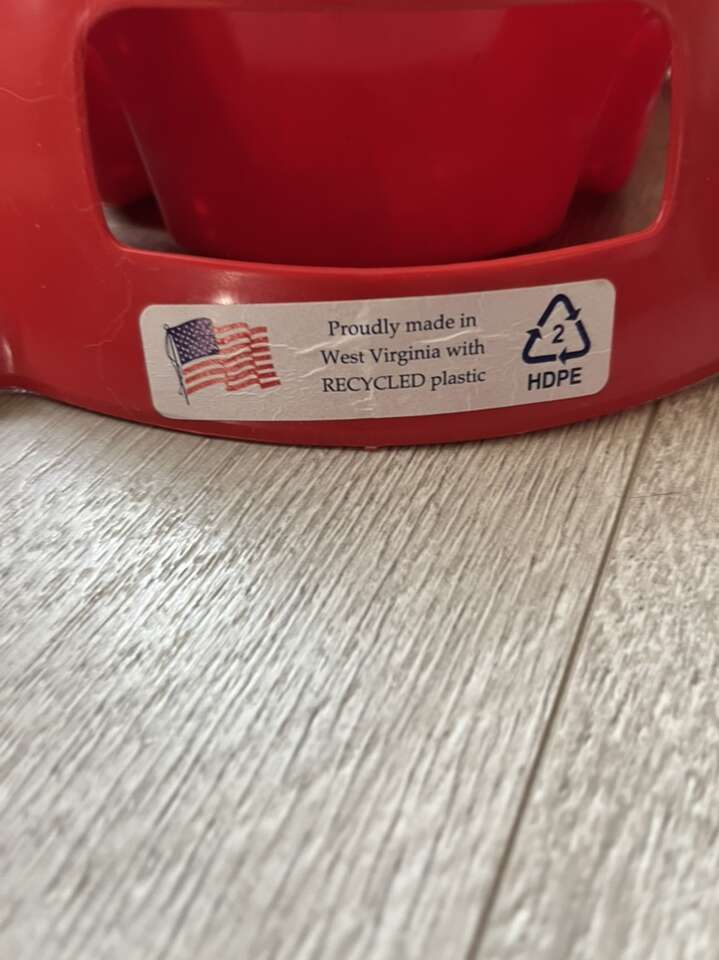 Proudly made in
West Virginia with
RECYCLED plastic
2
HDPE